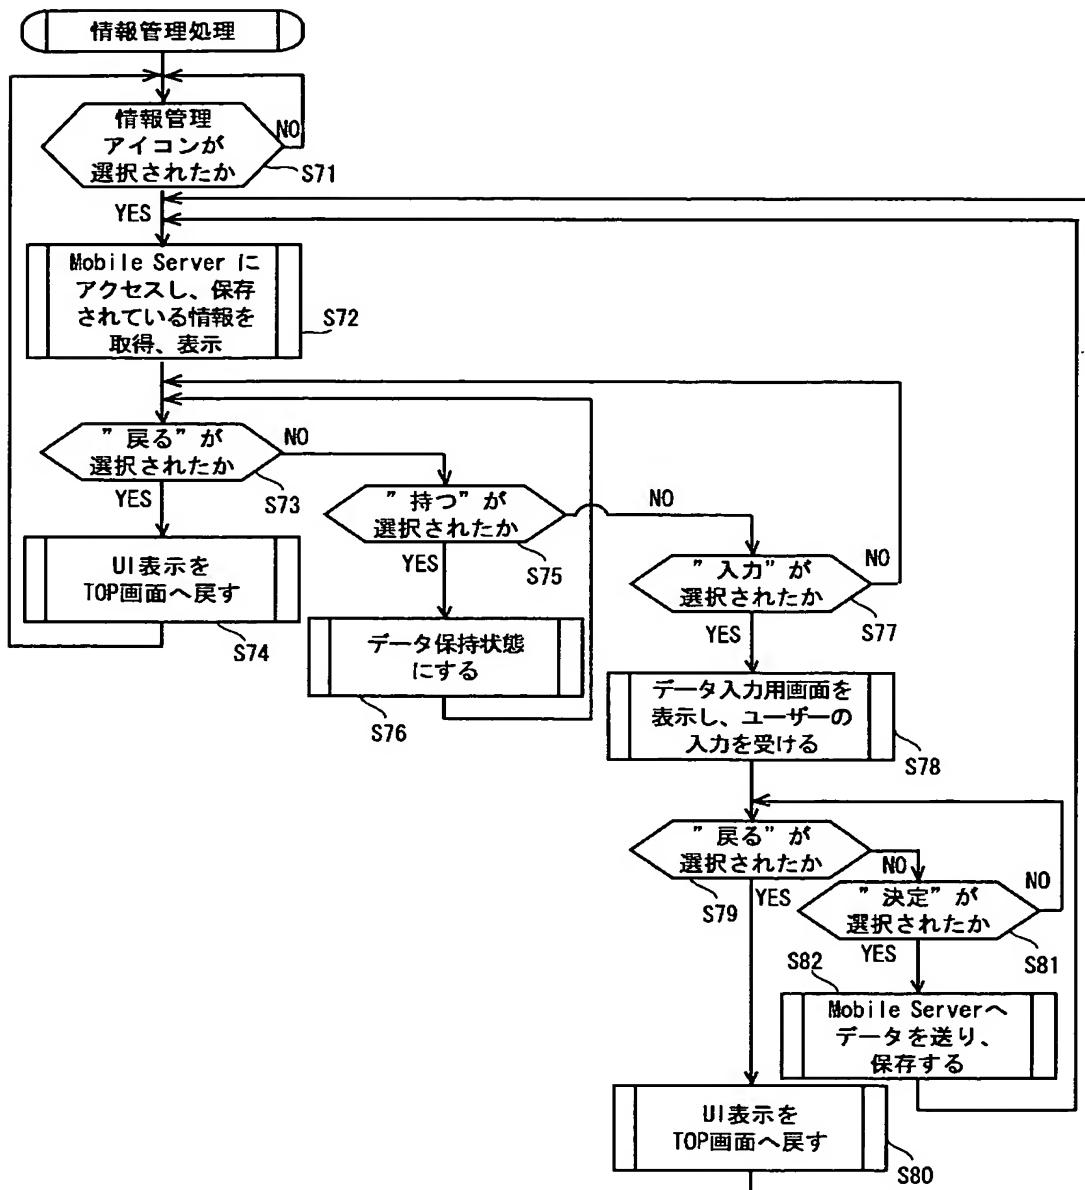 情報管理処理
情報管理
アイコンが
選択されたか
NO
S71
YES
Mobile Server に
アクセスし、保存
されている情報を
取得、表示
S72
”戻る”が
選択されたか
NO
S73
YES
UI表示を
TOP画面へ戻す
S74
”持つ”が
選択されたか
NO
S75
YES
データ保持状態
にする
S76
”入力”が
選択されたか
NO
S77
YES
データ入力用画面を
表示し、ユーザーの
入力を受ける
S78
”戻る”が
選択されたか
NO
S79
YES
”決定”が
選択されたか
NO
S81
YES
S82
Mobile Serverへ
データを送り、
保存する
UI表示を
TOP画面へ戻す
S80